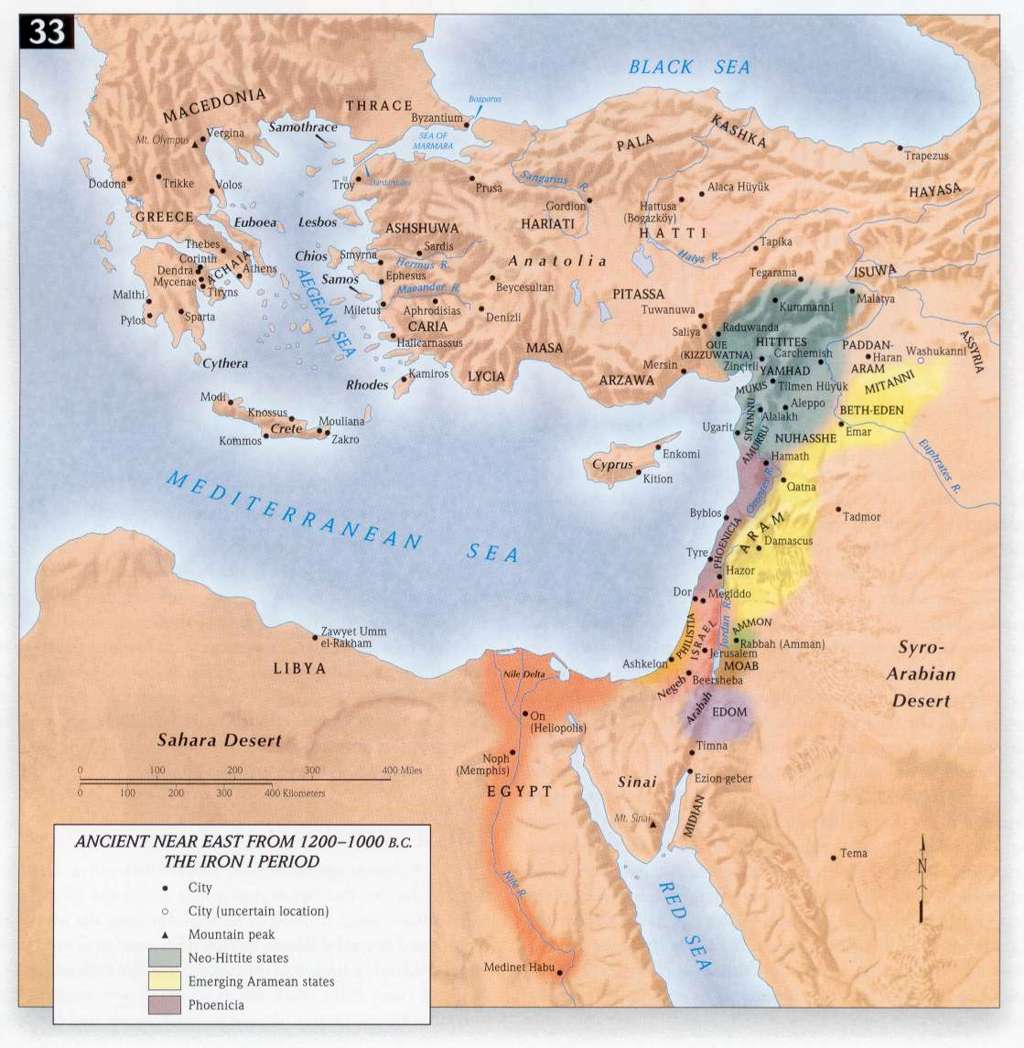 33
BLACK SEA
MACEDONIA
THRACE
Bosporus
Byzantium
Samothrace
Mt. Olympus
Vergina
SEA OF
MARMARA
PALA
KASHKA
Trapezus
Dodona
Trikke
Volos
Troy
Dardanelles
Prusa
Sangarius R.
Gordion
Hattusa
(Bogazköy)
Alaca Hüyük
HAYASA
GREECE
Euboea
Lesbos
ASHSHUWA
HARIATI
HATTI
Thebes
Corinth
Dendra
Mycenae
ACHAIA
Athens
Tiryns
Chios
Smyrna
Sardis
Hermus R.
Anatolia
Halys R.
Tapika
Samos
Ephesus
Maeander R.
Beycesultan
Tegarama
ISUWA
Malthi
Pylos
Sparta
AEGEAN SEA
Miletus
Aphrodisias
Denizli
PITASSA
Tuwanuwa
Kummanni
Malatya
CARIA
Halicarnassus
Saliya
Raduwanda
HITTITES
QUE
(KIZZUWATNA)
Carchemish
PADDAN-
ARAM
Haran
Washukanni
ASSYRIA
Cythera
MASA
Mersin
Zincirli
YAMHAD
MITANNI
Rhodes
Kamiros
LYCIA
ARZAWA
MUKIS
Tilmen Hüyük
Modi
Knossus
Mouliana
Crete
Kommos
Zakro
SIYANNU
Alalakh
Aleppo
BETH-EDEN
Ugarit
AMURRU
NUHASSHE
Emar
Euphrates R.
Cyprus
Enkomi
Kition
Hamath
Orontes R.
Qatna
MEDITERRANEAN SEA
Byblos
Tadmor
PHOENICIA
ARAM
Damascus
Tyre
Hazor
Dor
Megiddo
Jordan R.
Zawyet Umm
el-Rakham
LIBYA
PHILISTIA
ISRAEL
AMMON
Rabbah (Amman)
Ashkelon
Jerusalem
MOAB
Syro-
Arabian
Desert
Nile Delta
Negeb
Beersheba
Arabah
EDOM
On
(Heliopolis)
Sahara Desert
Noph
(Memphis)
Timna
0 100 200 300 400 Miles
0 100 200 300 400 Kilometers
EGYPT
Sinai
Ezion-geber
Mt. Sinai
MIDIAN
Tema
N
Nile R.
RED SEA
Medinet Habu
ANCIENT NEAR EAST FROM 1200–1000 B.C.
THE IRON I PERIOD
City
City (uncertain location)
Mountain peak
Neo-Hittite states
Emerging Aramean states
Phoenicia